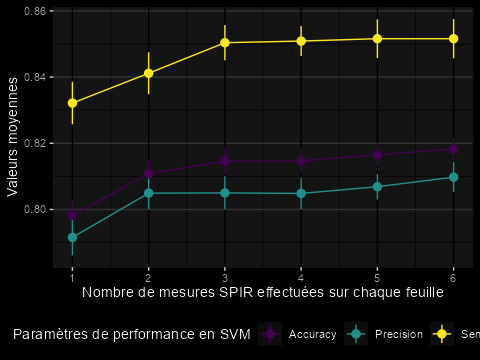 0.86
0.84
0.82
0.80
Valeurs moyennes
1 2 3 4 5 6
Nombre de mesures SPIR effectuées sur chaque feuille
Paramètres de performance en SVM Accuracy Precision Sen